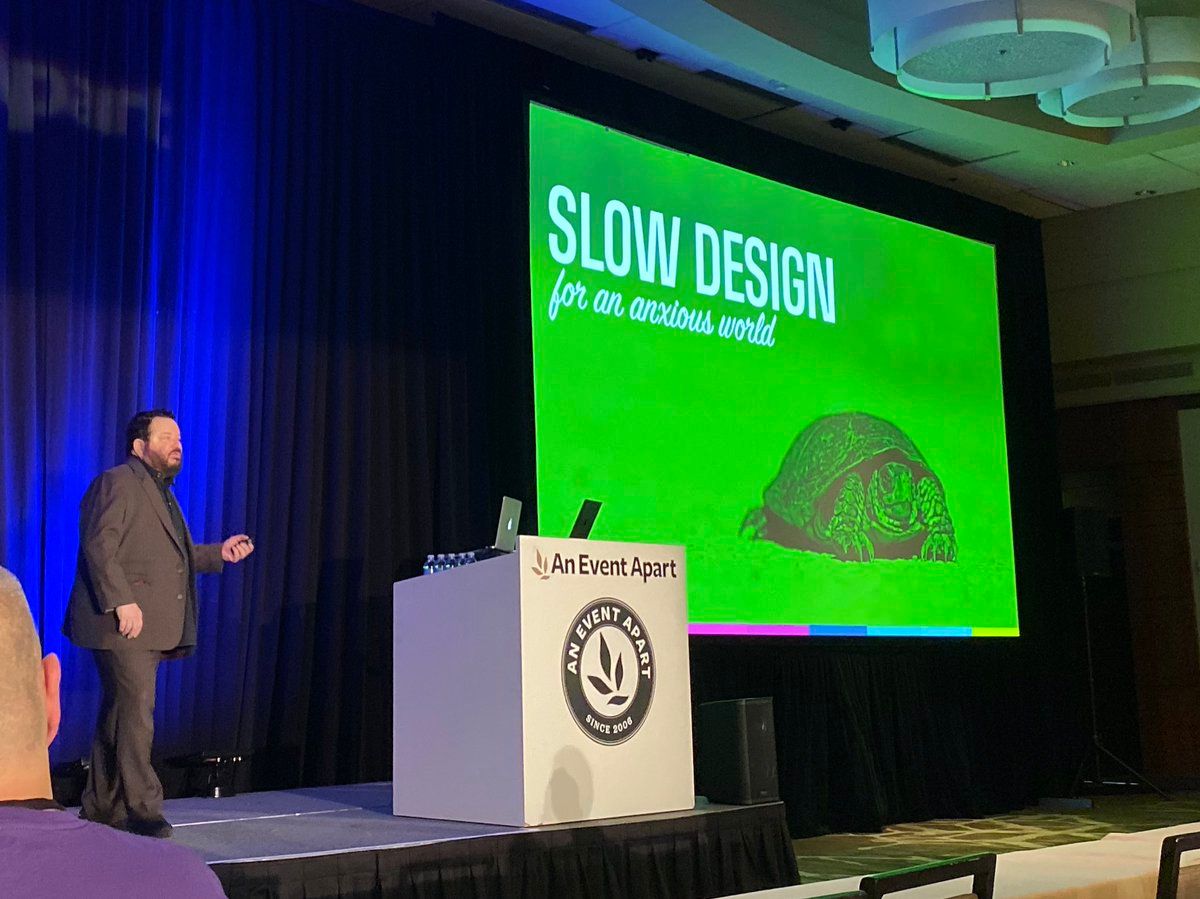 SLOW DESIGN
for an anxious world
An Event Apart
AN EVENT APART
SINCE 2006